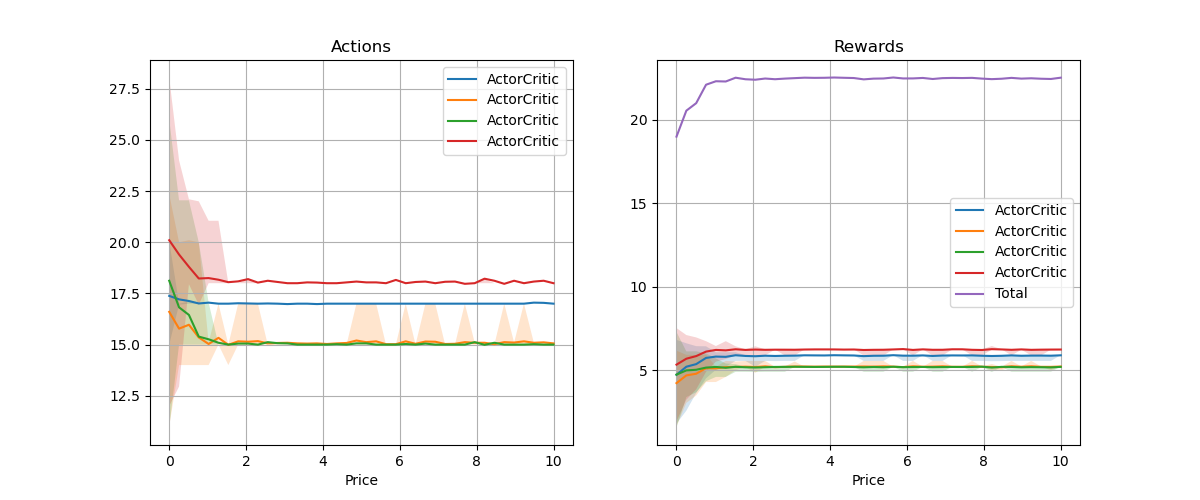 Actions
27.5
25.0
22.5
20.0
17.5
15.0
12.5
0 2 4 6 8 10
Price
ActorCritic
ActorCritic
ActorCritic
ActorCritic
Rewards
20
15
10
5
0 2 4 6 8 10
Price
ActorCritic
ActorCritic
ActorCritic
ActorCritic
Total